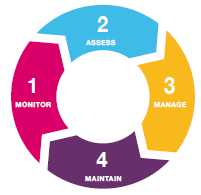 1
MONITOR
2
ASSESS
3
MANAGE
4
MAINTAIN